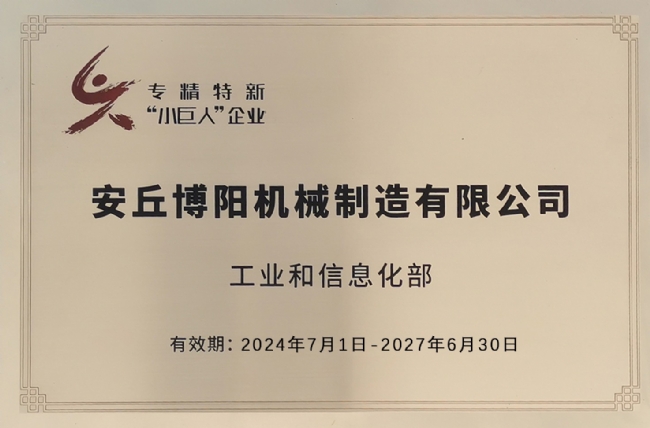 专精特新
“小巨人”企业
安丘博阳机械制造有限公司
工业和信息化部
有效期：2024年7月1日-2027年6月30日